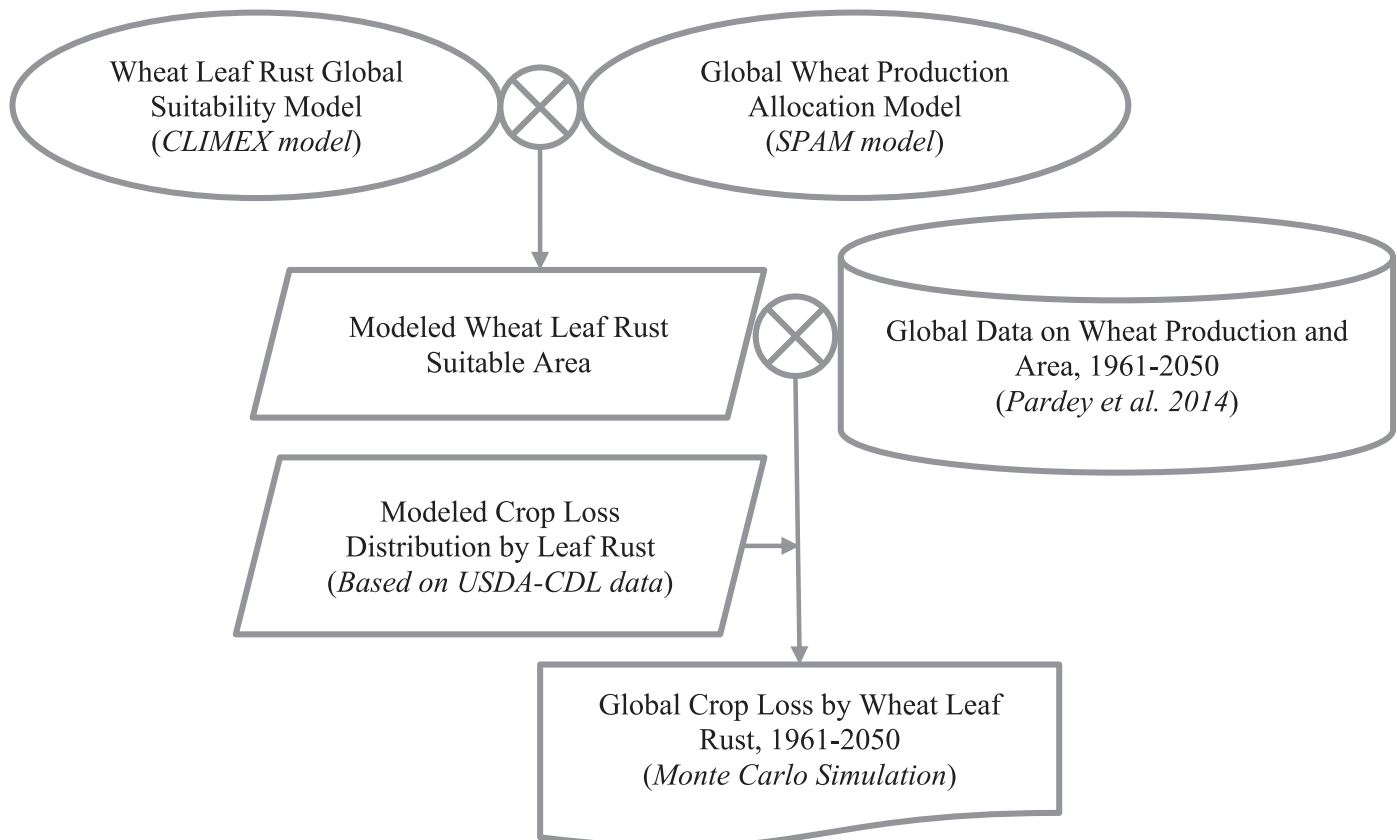 Wheat Leaf Rust Global
Suitability Model
(CLIMEX model)
Global Wheat Production
Allocation Model
(SPAM model)
Modeled Wheat Leaf Rust
Suitable Area
Global Data on Wheat Production and
Area, 1961-2050
(Pardey et al. 2014)
Modeled Crop Loss
Distribution by Leaf Rust
(Based on USDA-CDL data)
Global Crop Loss by Wheat Leaf
Rust, 1961-2050
(Monte Carlo Simulation)